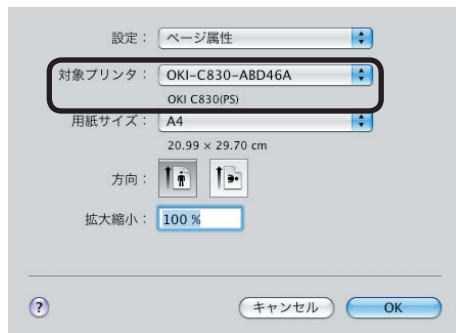 設定： ページ属性
対象プリンタ： OKI-C830-ABD46A
OKI C830(PS)
用紙サイズ： A4
20.99 × 29.70 cm
方向：
拡大縮小： 100 %
? キャンセル OK